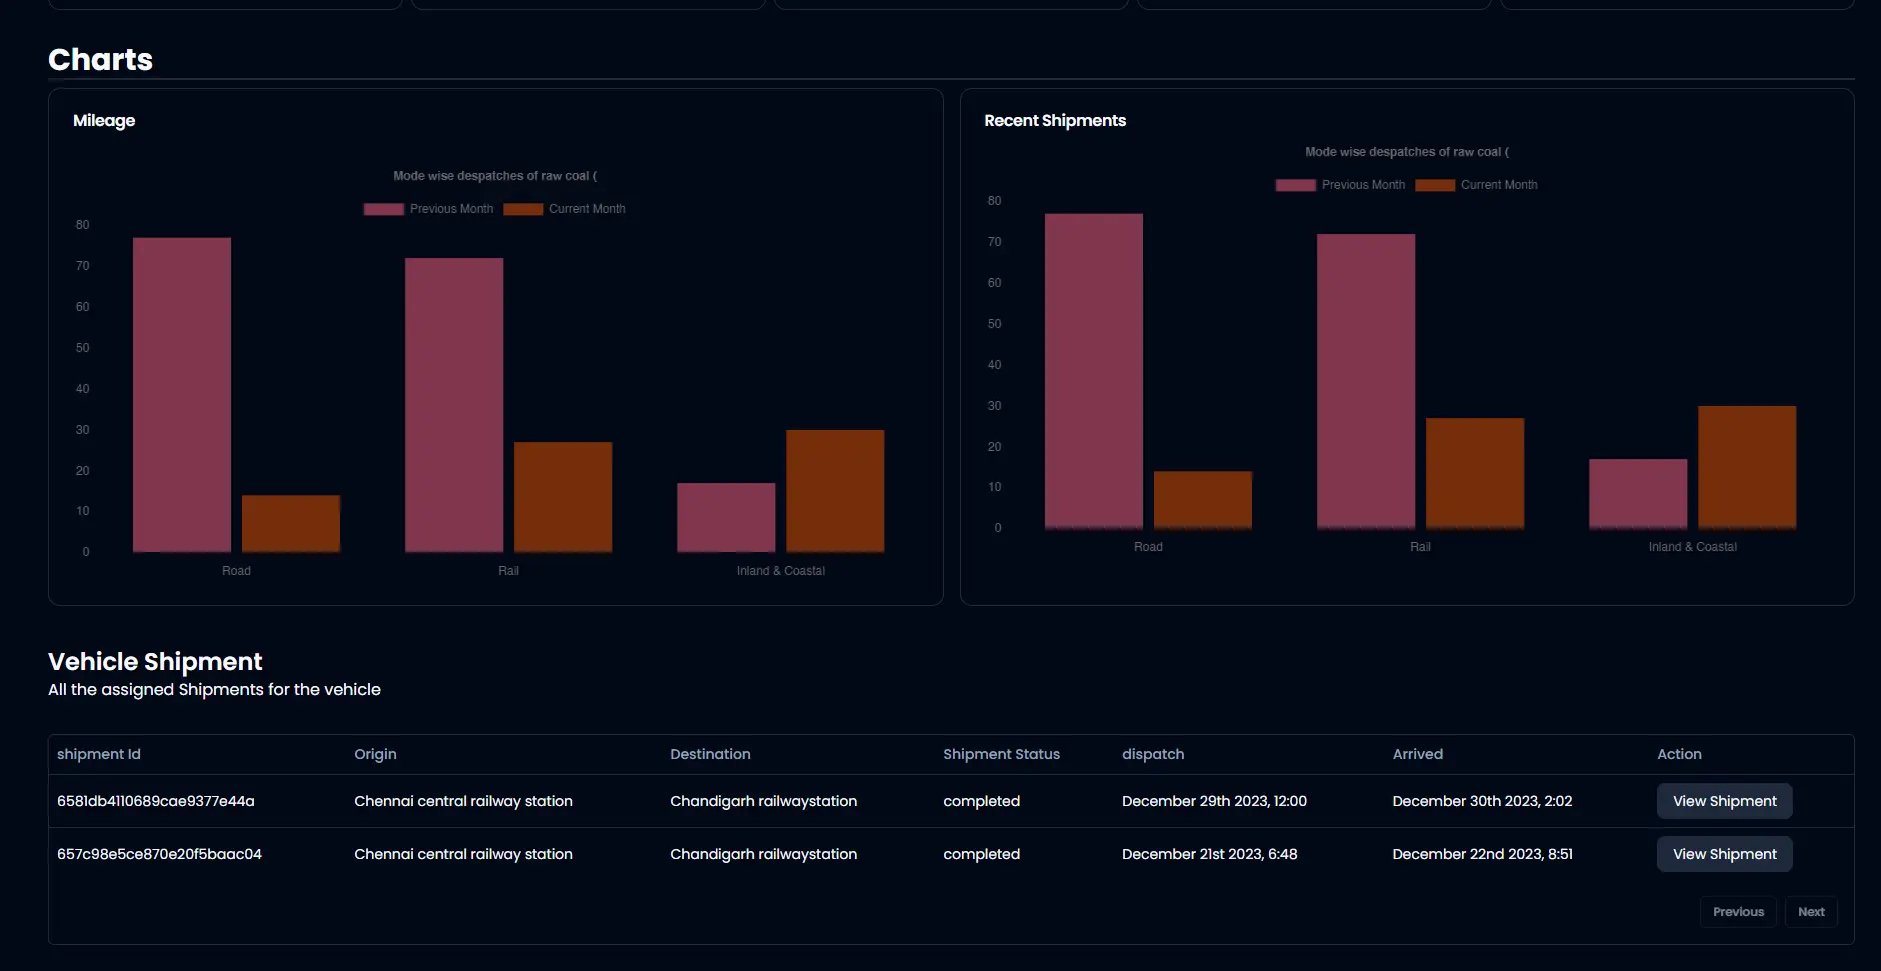 Charts
Mileage
Mode wise despatches of raw coal (
Previous Month Current Month
80
70
60
50
40
30
20
10
0
Road Rail Inland & Coastal
Recent Shipments
Mode wise despatches of raw coal (
Previous Month Current Month
80
70
60
50
40
30
20
10
0
Road Rail Inland & Coastal
Vehicle Shipment
All the assigned Shipments for the vehicle
shipment Id Origin Destination Shipment Status dispatch Arrived Action
6581db4110689cae9377e44a Chennai central railway station Chandigarh railwaystation completed December 29th 2023, 12:00 December 30th 2023, 2:02 View Shipment
657c98e5ce870e20f5baac04 Chennai central railway station Chandigarh railwaystation completed December 21st 2023, 6:48 December 22nd 2023, 8:51 View Shipment
Previous Next